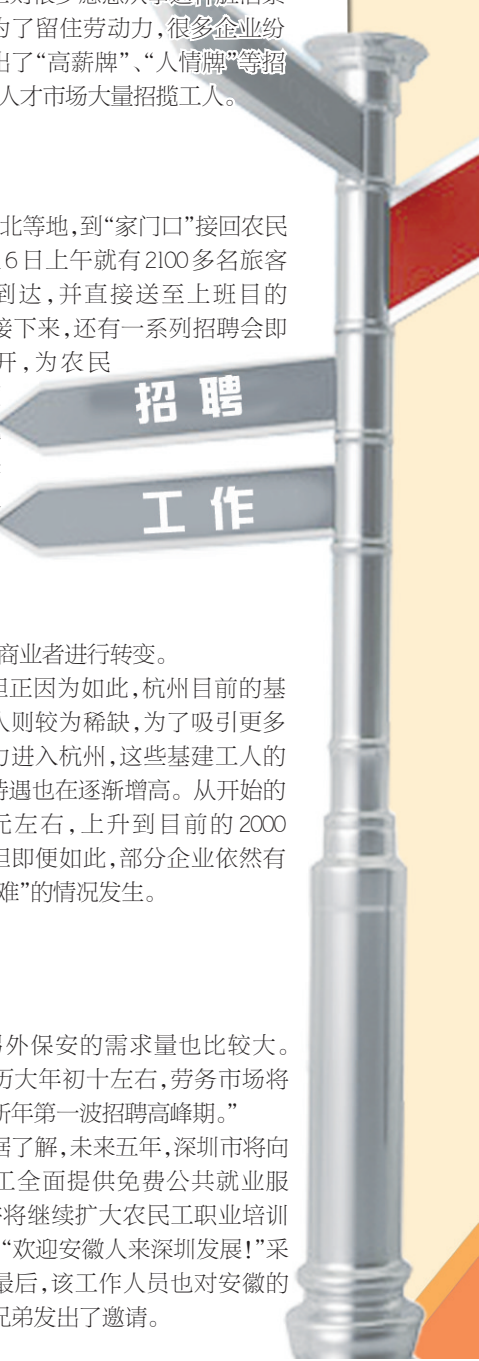 为了留住劳动力,很多企业纷
出了“高薪牌”、“人情牌”等招
人才市场大量招揽工人。
北等地,到“家门口”接回农民
6日上午就有2100多名旅客
到达,并直接送至上班目的
接下来,还有一系列招聘会即
开,为农民
招聘
工作
商业者进行转变。
但正因为如此,杭州目前的基
人则较为稀缺,为了吸引更多
力进入杭州,这些基建工人的
待遇也在逐渐增高。从开始的
元左右,上升到目前的2000
但即便如此,部分企业依然有
难”的情况发生。
另外保安的需求量也比较大。
历大年初十左右,劳务市场将
新年第一波招聘高峰期。”
据了解,未来五年,深圳市将向
工全面提供免费公共就业服
将继续扩大农民工职业培训
“欢迎安徽人来深圳发展!”采
最后,该工作人员也对安徽的
兄弟发出了邀请。